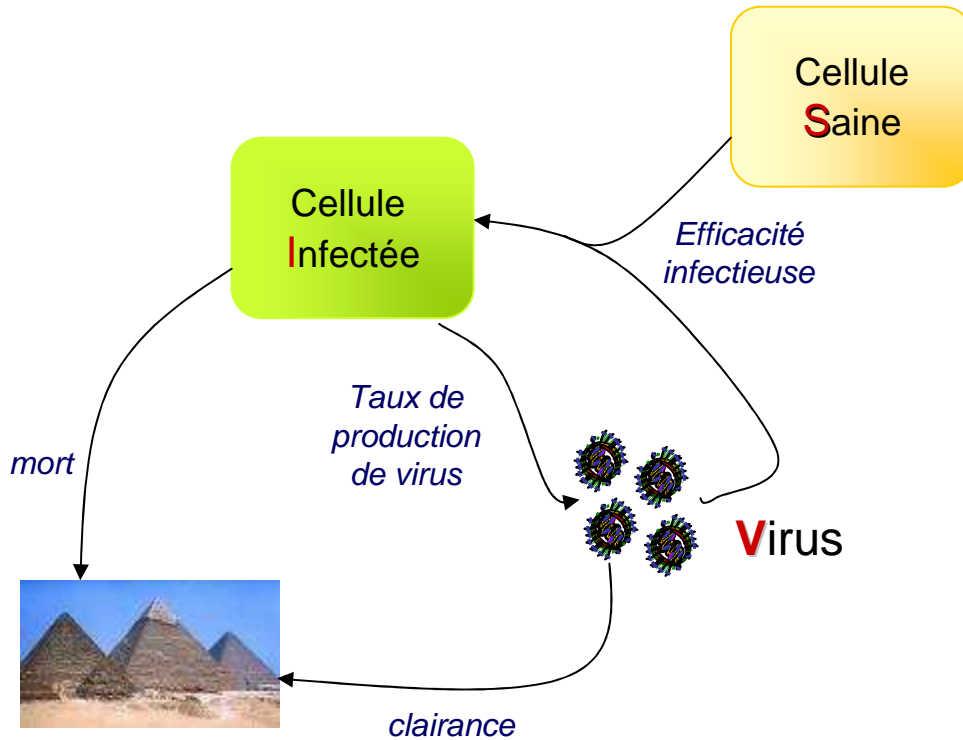 Cellule
Saine
Cellule
Infectée
Efficacité
infectieuse
Taux de
production
de virus
mort
Virus
clairance